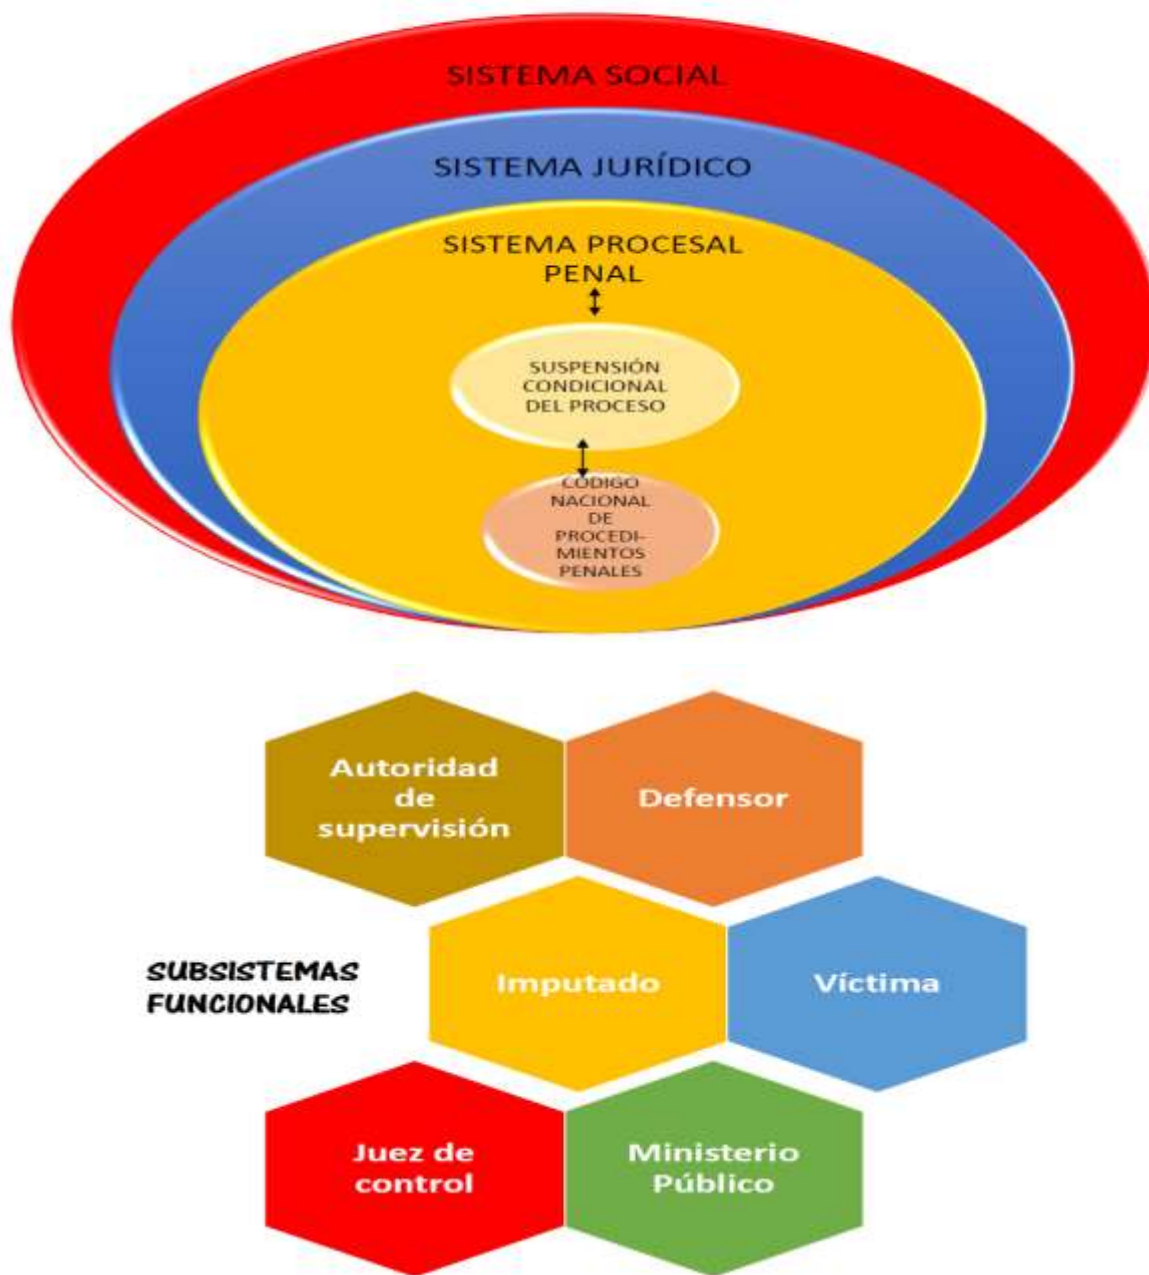 SISTEMA SOCIAL
SISTEMA JURÍDICO
SISTEMA PROCESAL
PENAL
SUSPENSIÓN
CONDICIONAL
DEL PROCESO
CÓDIGO
NACIONAL
DE
PROCEDI-
MIENTOS
PENALES
Autoridad
de
supervisión
Defensor
SUBSISTEMAS
FUNCIONALES
Imputado
Víctima
Juez de
control
Ministerio
Público